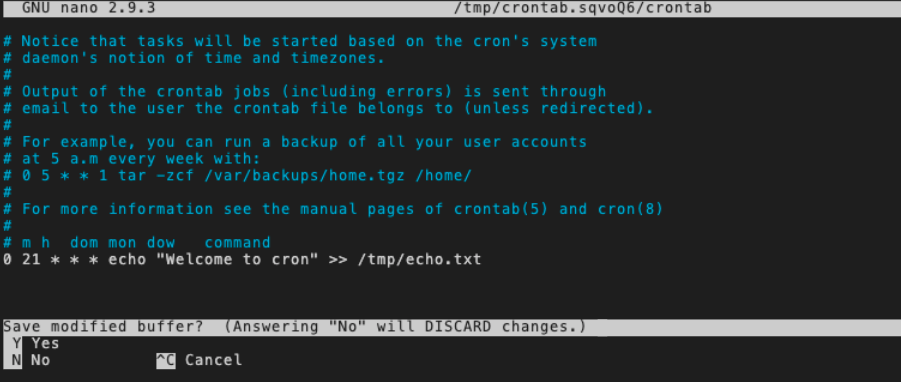 GNU nano 2.9.3 /tmp/crontab.sqvoQ6/crontab
# Notice that tasks will be started based on the cron's system
# daemon's notion of time and timezones.
#
# Output of the crontab jobs (including errors) is sent through
# email to the user the crontab file belongs to (unless redirected).
#
# For example, you can run a backup of all your user accounts
# at 5 a.m every week with:
# 0 5 * * 1 tar -zcf /var/backups/home.tgz /home/
#
# For more information see the manual pages of crontab(5) and cron(8)
#
# m h  dom mon dow   command
0 21 * * * echo "Welcome to cron" >> /tmp/echo.txt
Save modified buffer?  (Answering "No" will DISCARD changes.)
Y Yes
N No ^C Cancel